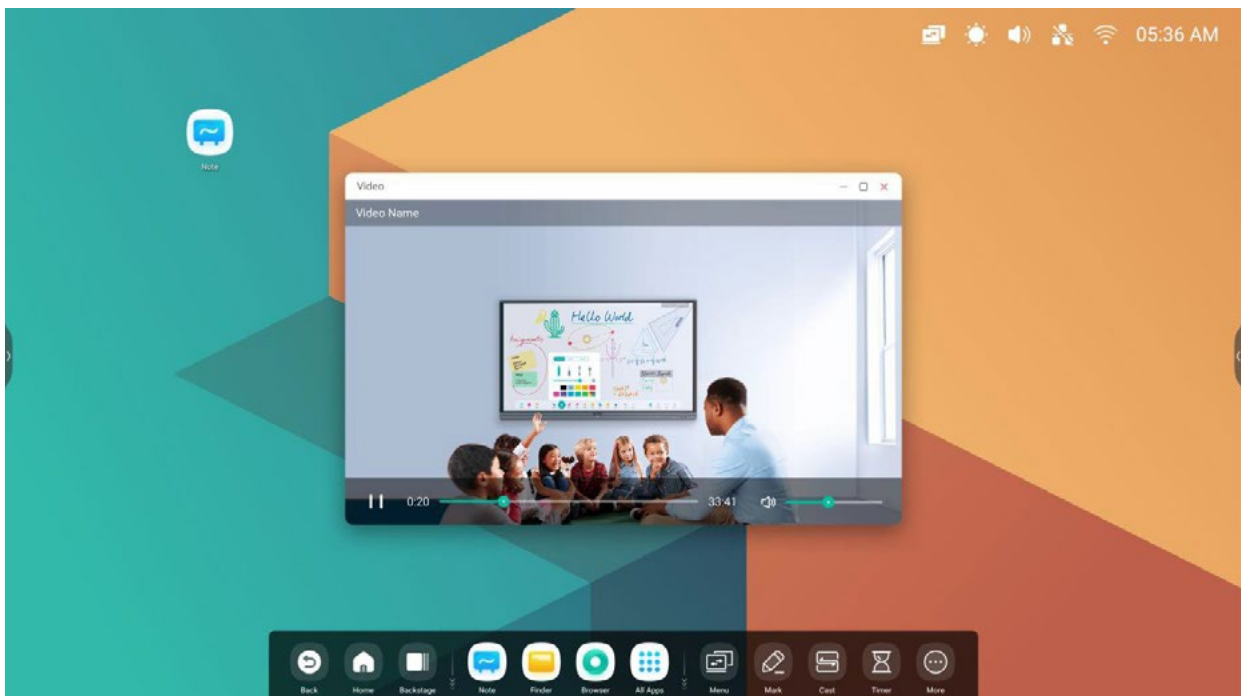 05:36 AM
Note
Video
Video Name
Hello World
Assignments
0:20
33:41
Back
Home
Backstage
Note
Finder
Browser
All Apps
Menu
Mark
Cast
Timer
More